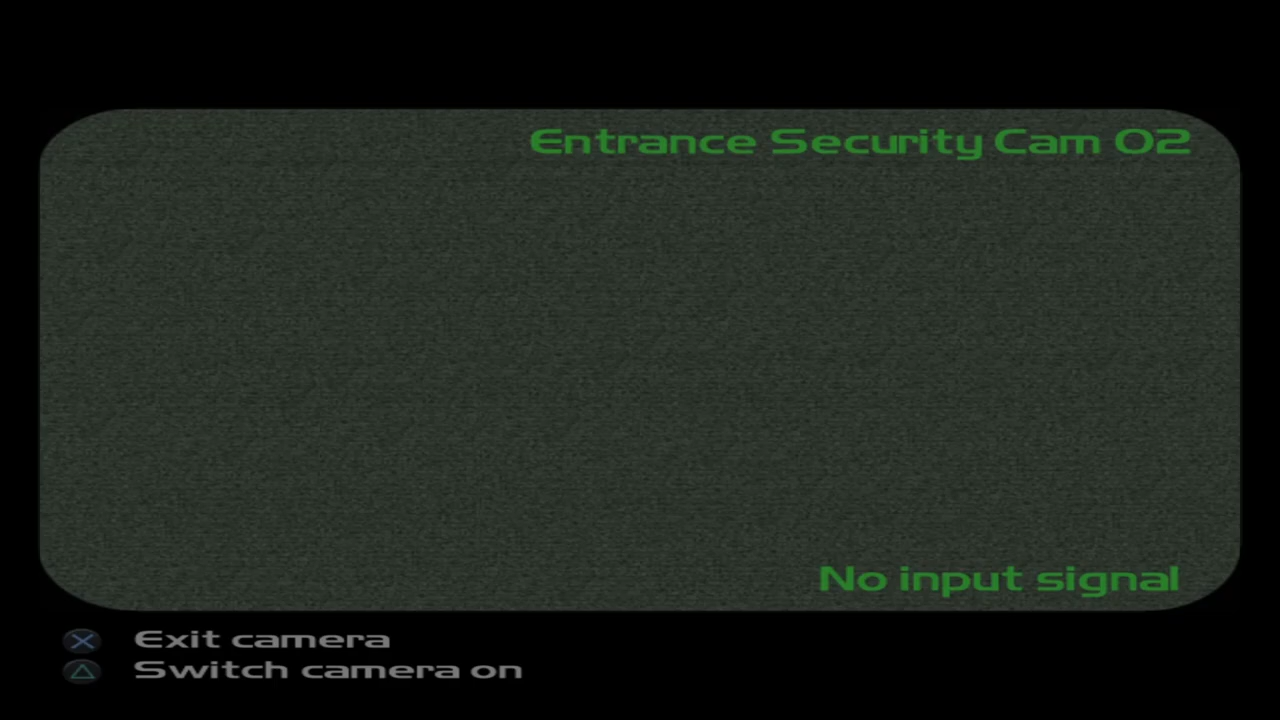 Entrance Security Cam 02
No input signal
Exit camera
Switch camera on